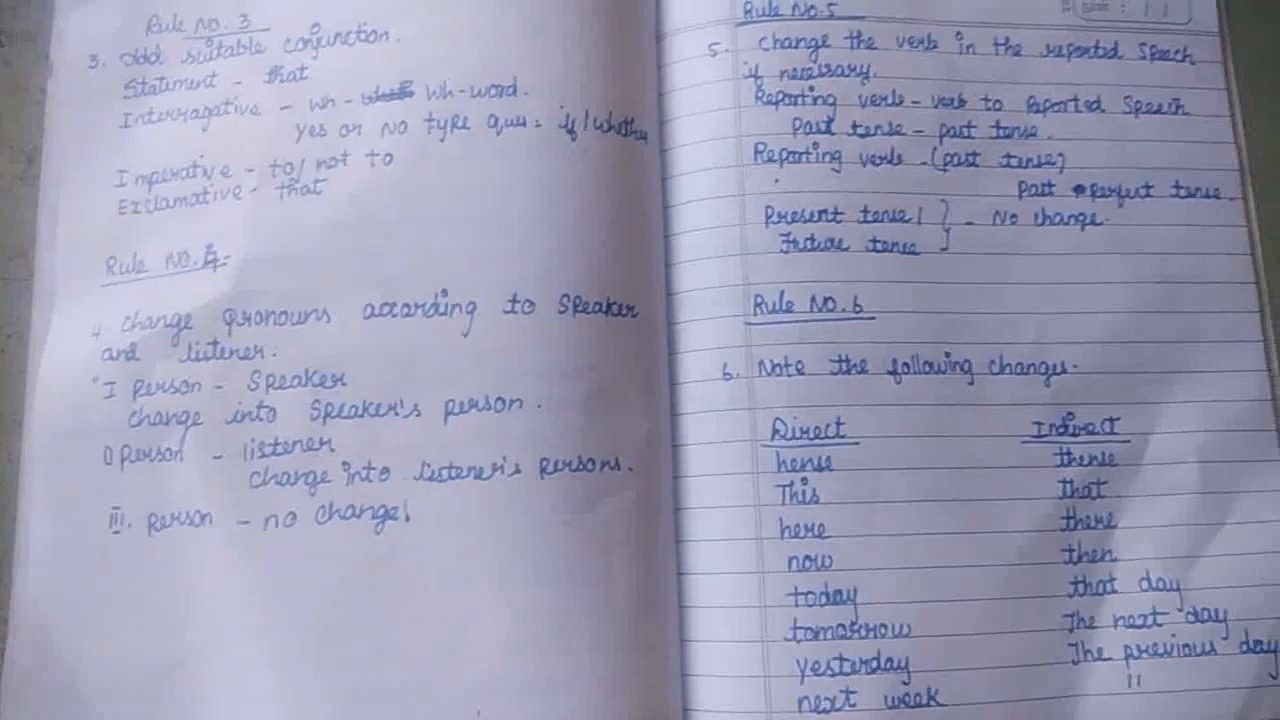 Rule No. 3
3. Add suitable conjunction.
Statement - that
Interragative - wh - wh-word.
Yes or No type ques = if / whether
Imperative - to/ not to
Exclamative - that
Rule No. 4:-
4. change pronouns according to speaker
and listener.
I person - speaker
change into speaker's person.
II person - listener
change into listener's persons.
III. person - no change
Rule No. 5
5. change the verb in the reported speech
if necessary.
Reporting verb - verb to reported speech
Past tense - past tense.
Reporting verb - (past tense)
past perfect tense.
Present tense / } - No change.
Future tense
Rule No. 6
6. Note the following changes.
Direct Indirect
hense thense
This that
here there
now then
today that day
tomorrow The next day
yesterday The previous day
next week "